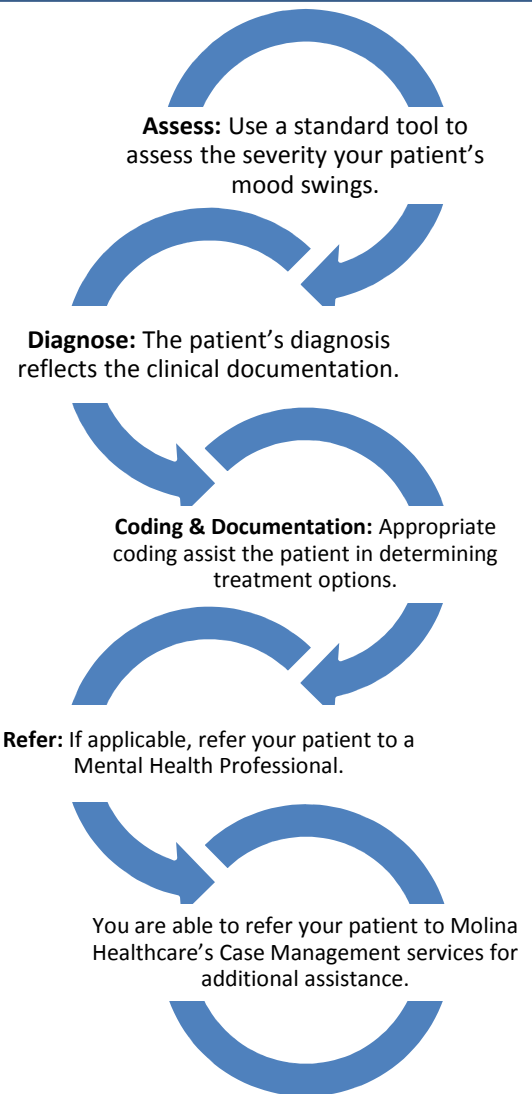 Assess: Use a standard tool to
assess the severity your patient's
mood swings.
Diagnose: The patient's diagnosis
reflects the clinical documentation.
Coding & Documentation: Appropriate
coding assist the patient in determining
treatment options.
Refer: If applicable, refer your patient to a
Mental Health Professional.
You are able to refer your patient to Molina
Healthcare's Case Management services for
additional assistance.